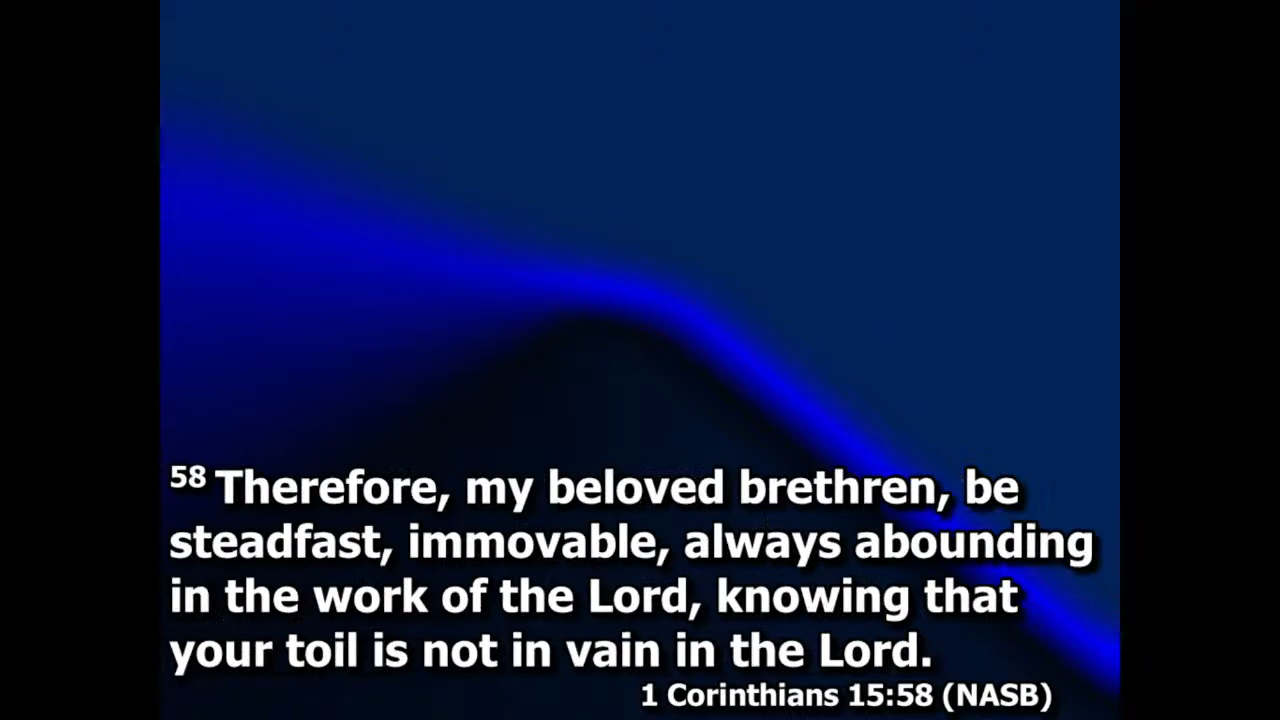 58 Therefore, my beloved brethren, be
steadfast, immovable, always abounding
in the work of the Lord, knowing that
your toil is not in vain in the Lord.
1 Corinthians 15:58 (NASB)